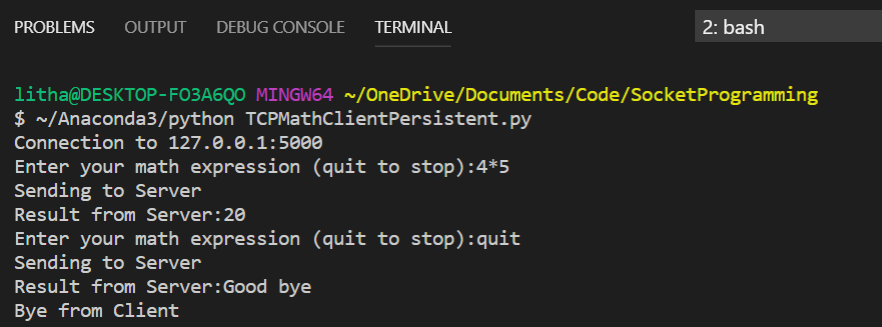 PROBLEMS OUTPUT DEBUG CONSOLE TERMINAL 2: bash
litha@DESKTOP-FO3A6QO MINGW64 ~/OneDrive/Documents/Code/SocketProgramming
$ ~/Anaconda3/python TCPMathClientPersistent.py
Connection to 127.0.0.1:5000
Enter your math expression (quit to stop):4*5
Sending to Server
Result from Server:20
Enter your math expression (quit to stop):quit
Sending to Server
Result from Server:Good bye
Bye from Client